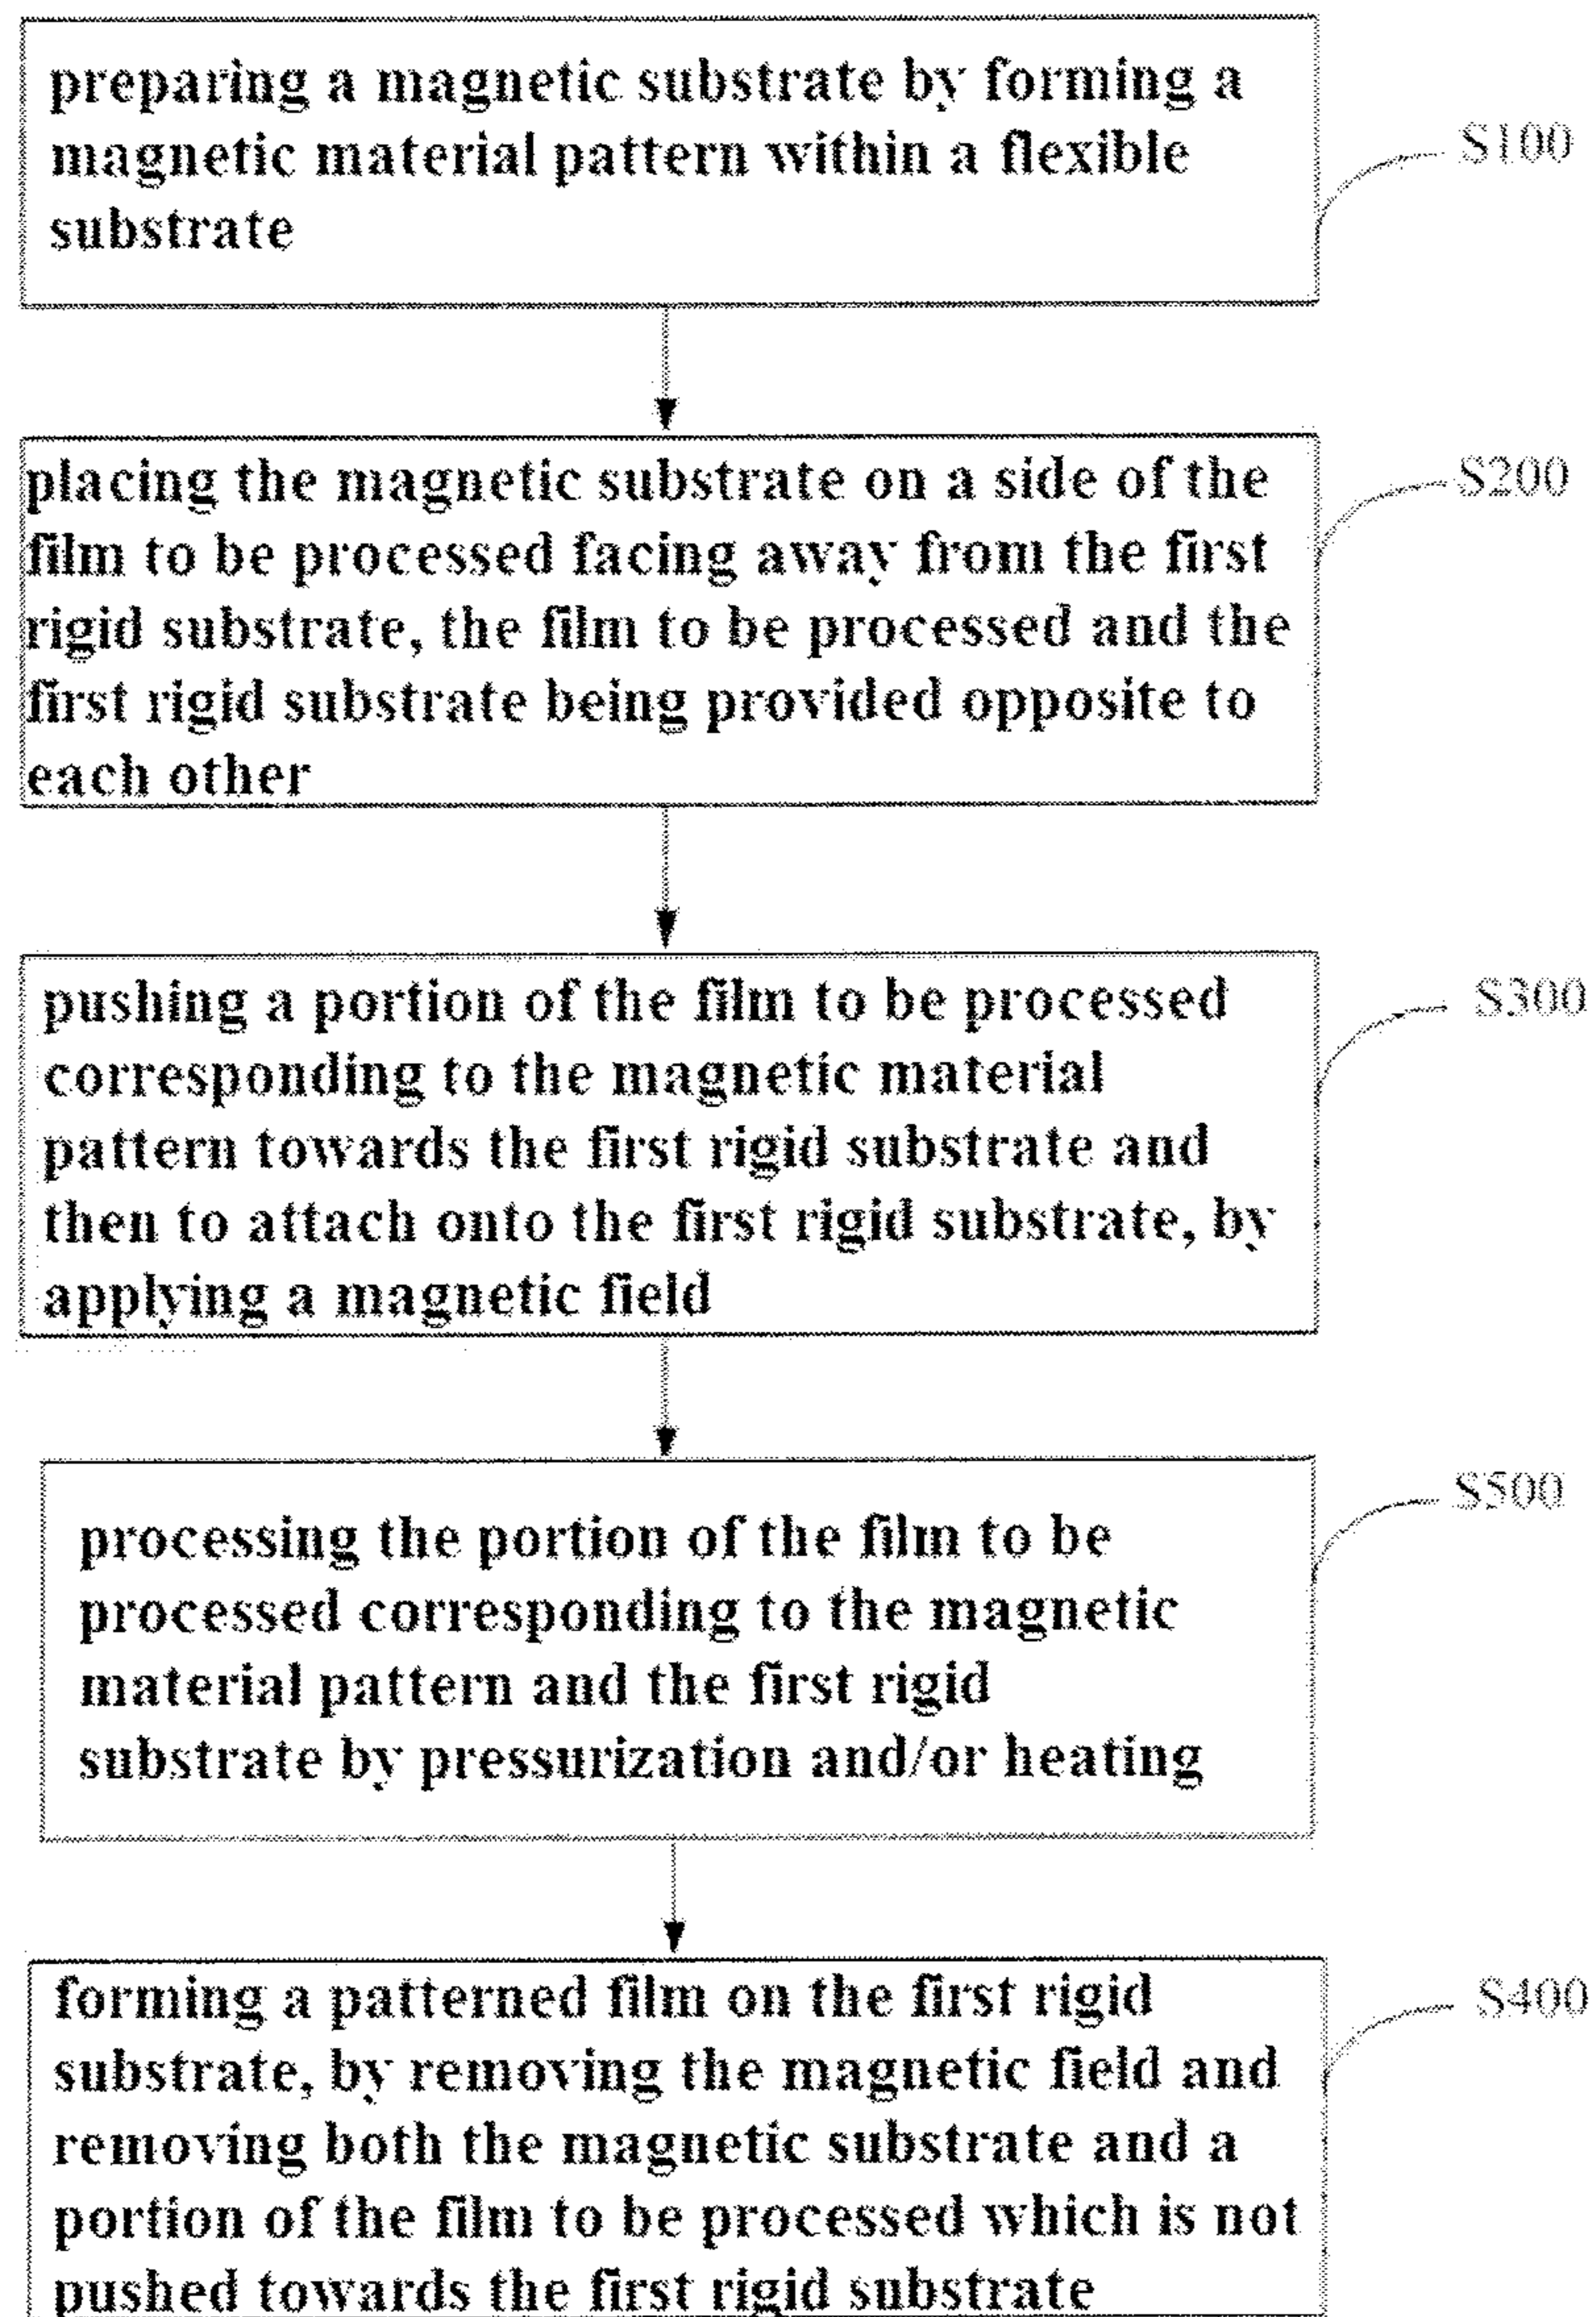 preparing a magnetic substrate by forming a
magnetic material pattern within a flexible
substrate
S100
placing the magnetic substrate on a side of the
film to be processed facing away from the first
rigid substrate, the film to be processed and the
first rigid substrate being provided opposite to
each other
S200
pushing a portion of the film to be processed
corresponding to the magnetic material
pattern towards the first rigid substrate and
then to attach onto the first rigid substrate, by
applying a magnetic field
S300
processing the portion of the film to be
processed corresponding to the magnetic
material pattern and the first rigid
substrate by pressurization and/or heating
S500
forming a patterned film on the first rigid
substrate, by removing the magnetic field and
removing both the magnetic substrate and a
portion of the film to be processed which is not
pushed towards the first rigid substrate
S400